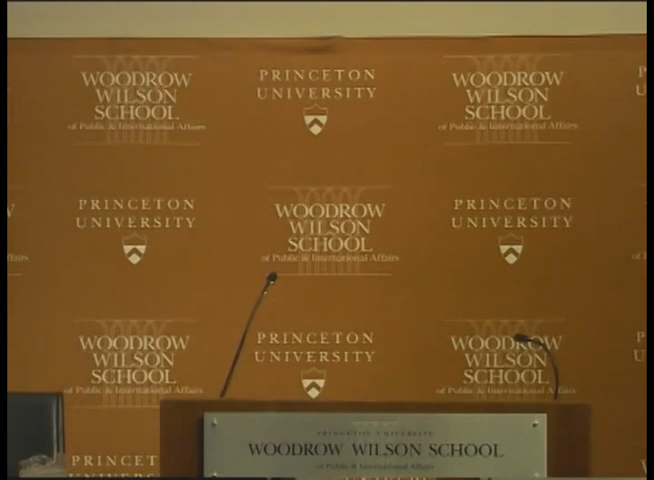 WOODROW
WILSON
SCHOOL
of Public & International Affairs
PRINCETON
UNIVERSITY
WOODROW
WILSON
SCHOOL
of Public & International Affairs
P
U
PRINCETON
UNIVERSITY
WOODROW
WILSON
SCHOOL
of Public & International Affairs
PRINCETON
UNIVERSITY
WOODROW
WILSON
SCHOOL
of Public & International Affairs
PRINCETON
UNIVERSITY
WOODROW
WILSON
SCHOOL
of Public & International Affairs
P
U
PRINCET
PRINCETON UNIVERSITY
WOODROW WILSON SCHOOL
of Public & International Affairs